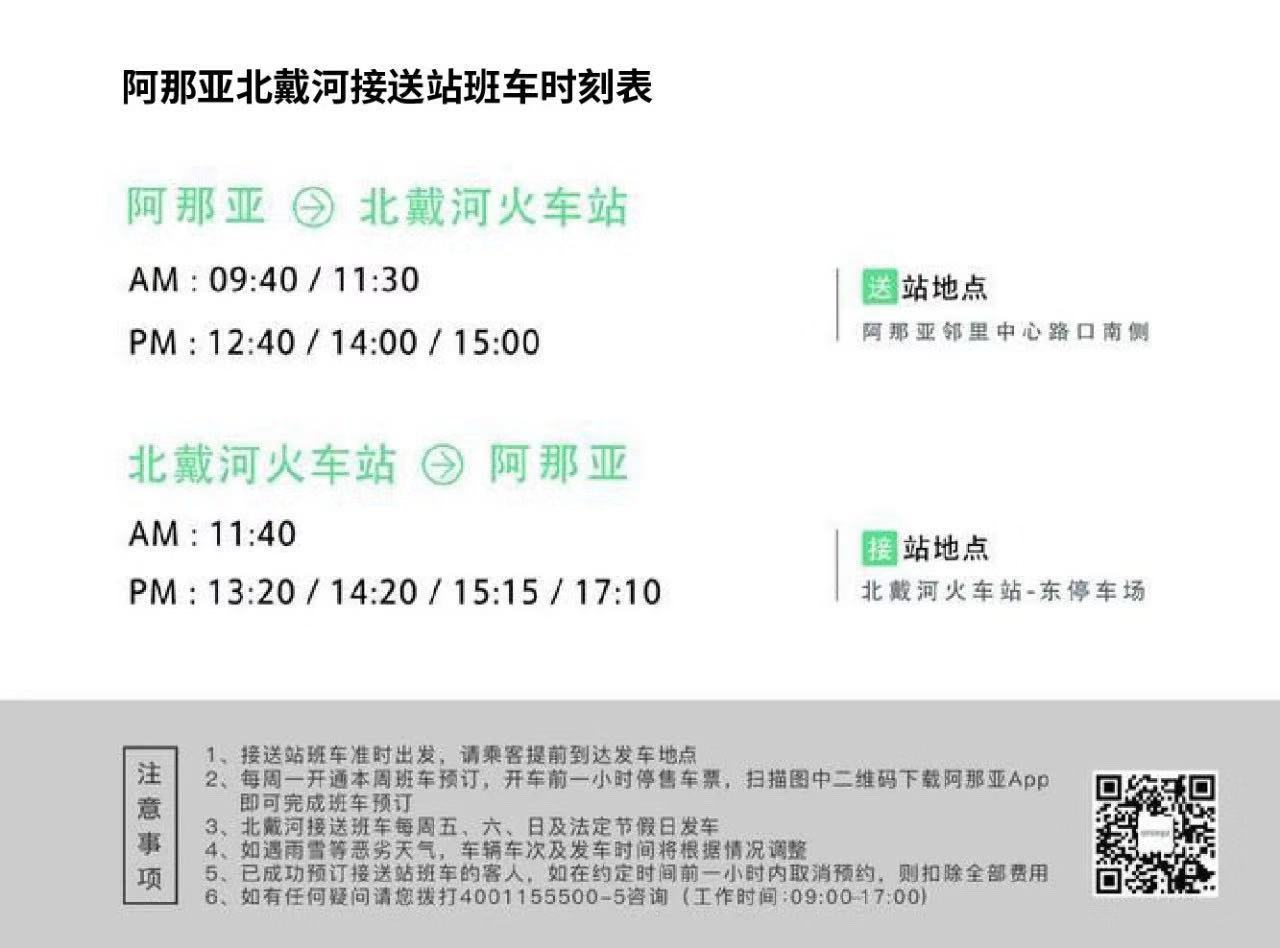 阿那亚北戴河接送站班车时刻表
阿那亚 → 北戴河火车站
AM : 09:40 / 11:30
PM : 12:40 / 14:00 / 15:00
送站地点
阿那亚邻里中心路口南侧
北戴河火车站 → 阿那亚
AM : 11:40
PM : 13:20 / 14:20 / 15:15 / 17:10
接站地点
北戴河火车站-东停车场
注意事项
1、接送站班车准时出发，请乘客提前到达发车地点
2、每周一开通本周班车预订，开车前一小时停售车票，扫描图中二维码下载阿那亚App
即可完成班车预订
3、北戴河接送班车每周五、六、日及法定节假日发车
4、如遇雨雪等恶劣天气，车辆车次及发车时间将根据情况调整
5、已成功预订接送站班车的客人，如在约定时间前一小时内取消预约，则扣除全部费用
6、如有任何疑问请您拨打4001155500-5咨询（工作时间:09:00-17:00）